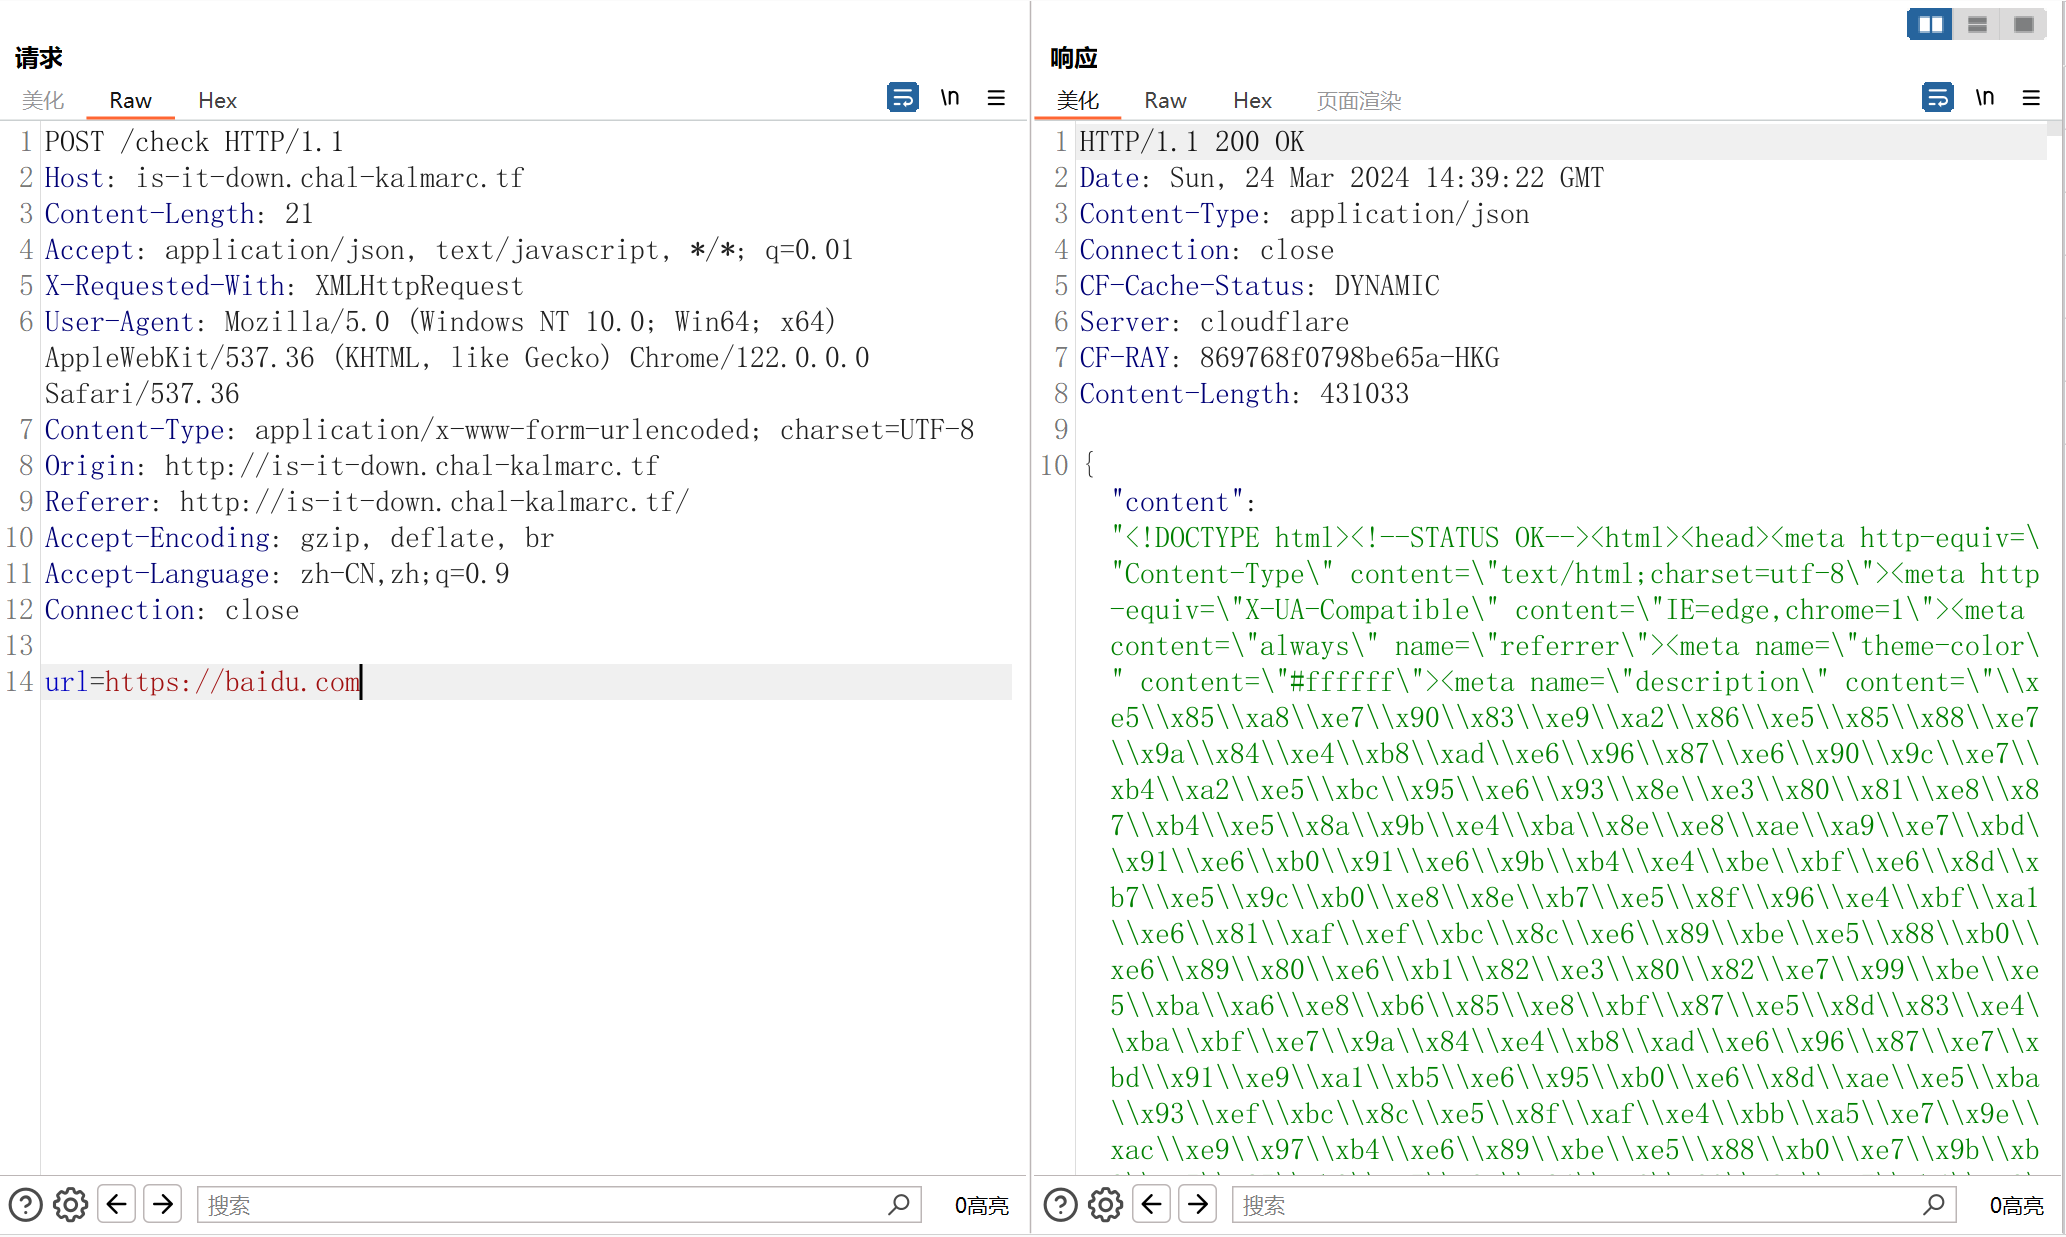 请求
美化 Raw Hex \n
1 POST /check HTTP/1.1
2 Host: is-it-down.chal-kalmarc.tf
3 Content-Length: 21
4 Accept: application/json, text/javascript, */*; q=0.01
5 X-Requested-With: XMLHttpRequest
6 User-Agent: Mozilla/5.0 (Windows NT 10.0; Win64; x64)
AppleWebKit/537.36 (KHTML, like Gecko) Chrome/122.0.0.0
Safari/537.36
7 Content-Type: application/x-www-form-urlencoded; charset=UTF-8
8 Origin: http://is-it-down.chal-kalmarc.tf
9 Referer: http://is-it-down.chal-kalmarc.tf/
10 Accept-Encoding: gzip, deflate, br
11 Accept-Language: zh-CN,zh;q=0.9
12 Connection: close
13
14 url=https://baidu.com
搜索 0高亮
响应
美化 Raw Hex 页面渲染 \n
1 HTTP/1.1 200 OK
2 Date: Sun, 24 Mar 2024 14:39:22 GMT
3 Content-Type: application/json
4 Connection: close
5 CF-Cache-Status: DYNAMIC
6 Server: cloudflare
7 CF-RAY: 869768f0798be65a-HKG
8 Content-Length: 431033
9
10 {
"content":
"<!DOCTYPE html><!--STATUS OK--><html><head><meta http-equiv=\
"Content-Type\" content=\"text/html;charset=utf-8\"><meta http
-equiv=\"X-UA-Compatible\" content=\"IE=edge,chrome=1\"><meta
content=\"always\" name=\"referrer\"><meta name=\"theme-color\
" content=\"#ffffff\"><meta name=\"description\" content=\"\\x
e5\\x85\\xa8\\xe7\\x90\\x83\\xe9\\xa2\\x86\\xe5\\x85\\x88\\xe7
\\x9a\\x84\\xe4\\xb8\\xad\\xe6\\x96\\x87\\xe6\\x90\\x9c\\xe7\\
xb4\\xa2\\xe5\\xbc\\x95\\xe6\\x93\\x8e\\xe3\\x80\\x81\\xe8\\x8
7\\xb4\\xe5\\x8a\\x9b\\xe4\\xba\\x8e\\xe8\\xae\\xa9\\xe7\\xbd\
\x91\\xe6\\xb0\\x91\\xe6\\x9b\\xb4\\xe4\\xbe\\xbf\\xe6\\x8d\\x
b7\\xe5\\x9c\\xb0\\xe8\\x8e\\xb7\\xe5\\x8f\\x96\\xe4\\xbf\\xa1
\\xe6\\x81\\xaf\\xef\\xbc\\x8c\\xe6\\x89\\xbe\\xe5\\x88\\xb0\\
xe6\\x89\\x80\\xe6\\xb1\\x82\\xe3\\x80\\x82\\xe7\\x99\\xbe\\xe
5\\xba\\xa6\\xe8\\xb6\\x85\\xe8\\xbf\\x87\\xe5\\x8d\\x83\\xe4\
\xba\\xbf\\xe7\\x9a\\x84\\xe4\\xb8\\xad\\xe6\\x96\\x87\\xe7\\x
bd\\x91\\xe9\\xa1\\xb5\\xe6\\x95\\xb0\\xe6\\x8d\\xae\\xe5\\xba
\\x93\\xef\\xbc\\x8c\\xe5\\x8f\\xaf\\xe4\\xbb\\xa5\\xe7\\x9e\\
xac\\xe9\\x97\\xb4\\xe6\\x89\\xbe\\xe5\\x88\\xb0\\xe7\\x9b\\xb
搜索 0高亮